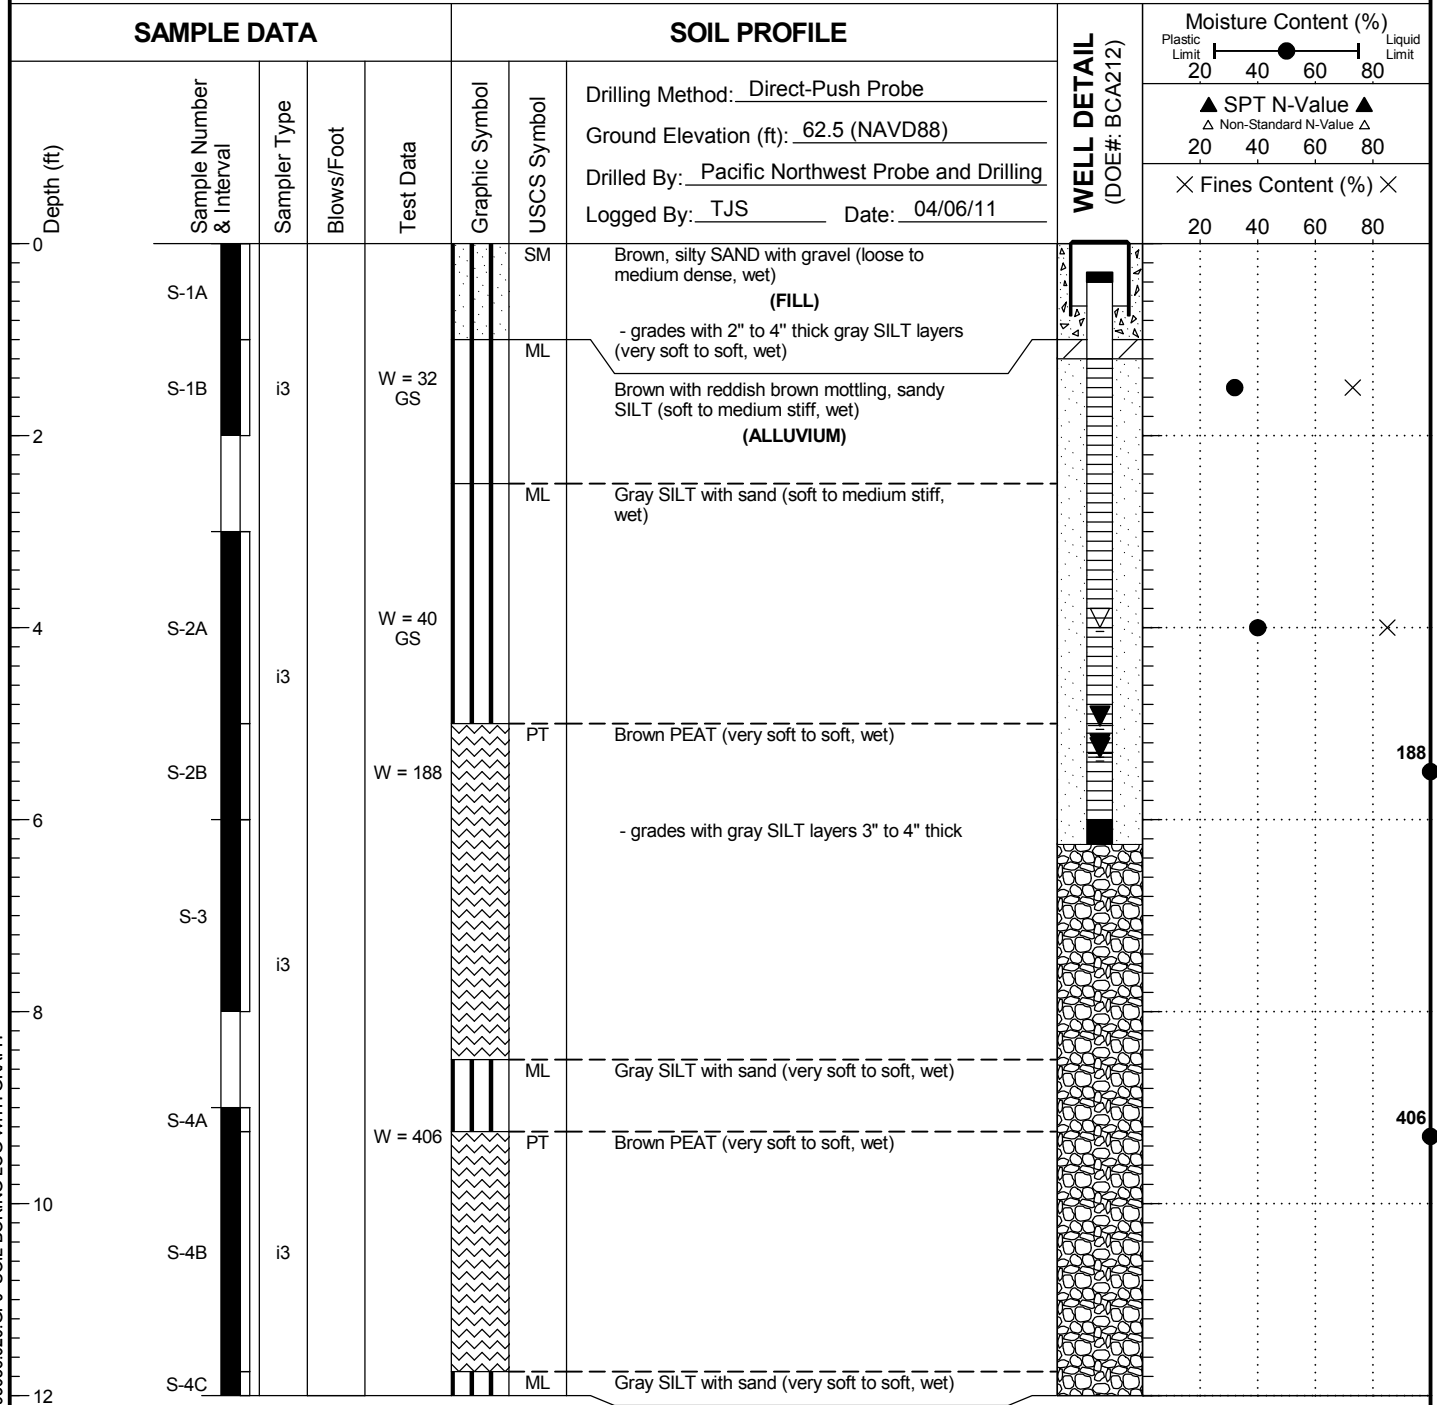 SAMPLE DATA
SOIL PROFILE
WELL DETAIL
(DOE#: BCA212)
Moisture Content (%)
Plastic Limit
Liquid Limit
20 40 60 80
▲ SPT N-Value ▲
△ Non-Standard N-Value △
20 40 60 80
× Fines Content (%) ×
20 40 60 80
Depth (ft)
Sample Number & Interval
Sampler Type
Blows/Foot
Test Data
Graphic Symbol
USCS Symbol
Drilling Method: Direct-Push Probe
Ground Elevation (ft): 62.5 (NAVD88)
Drilled By: Pacific Northwest Probe and Drilling
Logged By: TJS Date: 04/06/11
0
SM
Brown, silty SAND with gravel (loose to
medium dense, wet)
S-1A
(FILL)
- grades with 2" to 4" thick gray SILT layers
(very soft to soft, wet)
ML
S-1B
i3
W = 32
GS
Brown with reddish brown mottling, sandy
SILT (soft to medium stiff, wet)
(ALLUVIUM)
2
ML
Gray SILT with sand (soft to medium stiff,
wet)
4
S-2A
W = 40
GS
i3
PT
Brown PEAT (very soft to soft, wet)
S-2B
W = 188
188
6
- grades with gray SILT layers 3" to 4" thick
S-3
i3
8
ML
Gray SILT with sand (very soft to soft, wet)
S-4A
W = 406
406
PT
Brown PEAT (very soft to soft, wet)
10
S-4B
i3
S-4C
ML
Gray SILT with sand (very soft to soft, wet)
12